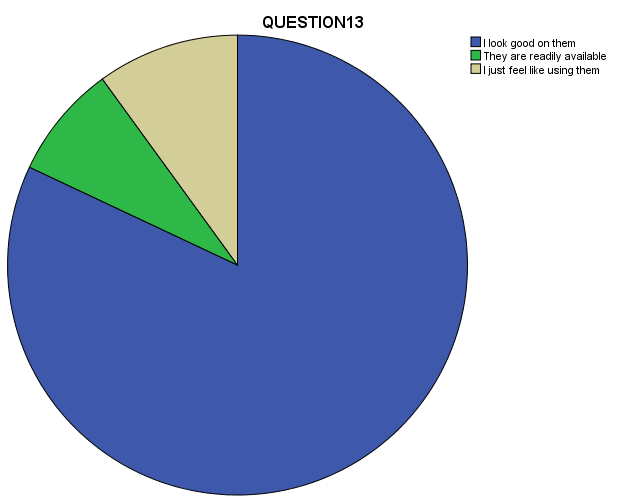 QUESTION13
I look good on them
They are readily available
I just feel like using them